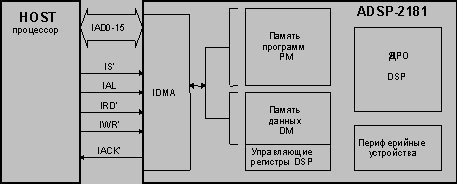 HOST
процессор
IAD0-15
IS'
IAL
IRD'
IWR'
IACK'
IDMA
ADSP-2181
Память
программ
PM
Память
данных
DM
Управляющие
регистры DSP
ЯДРО
DSP
Периферийные
устройства